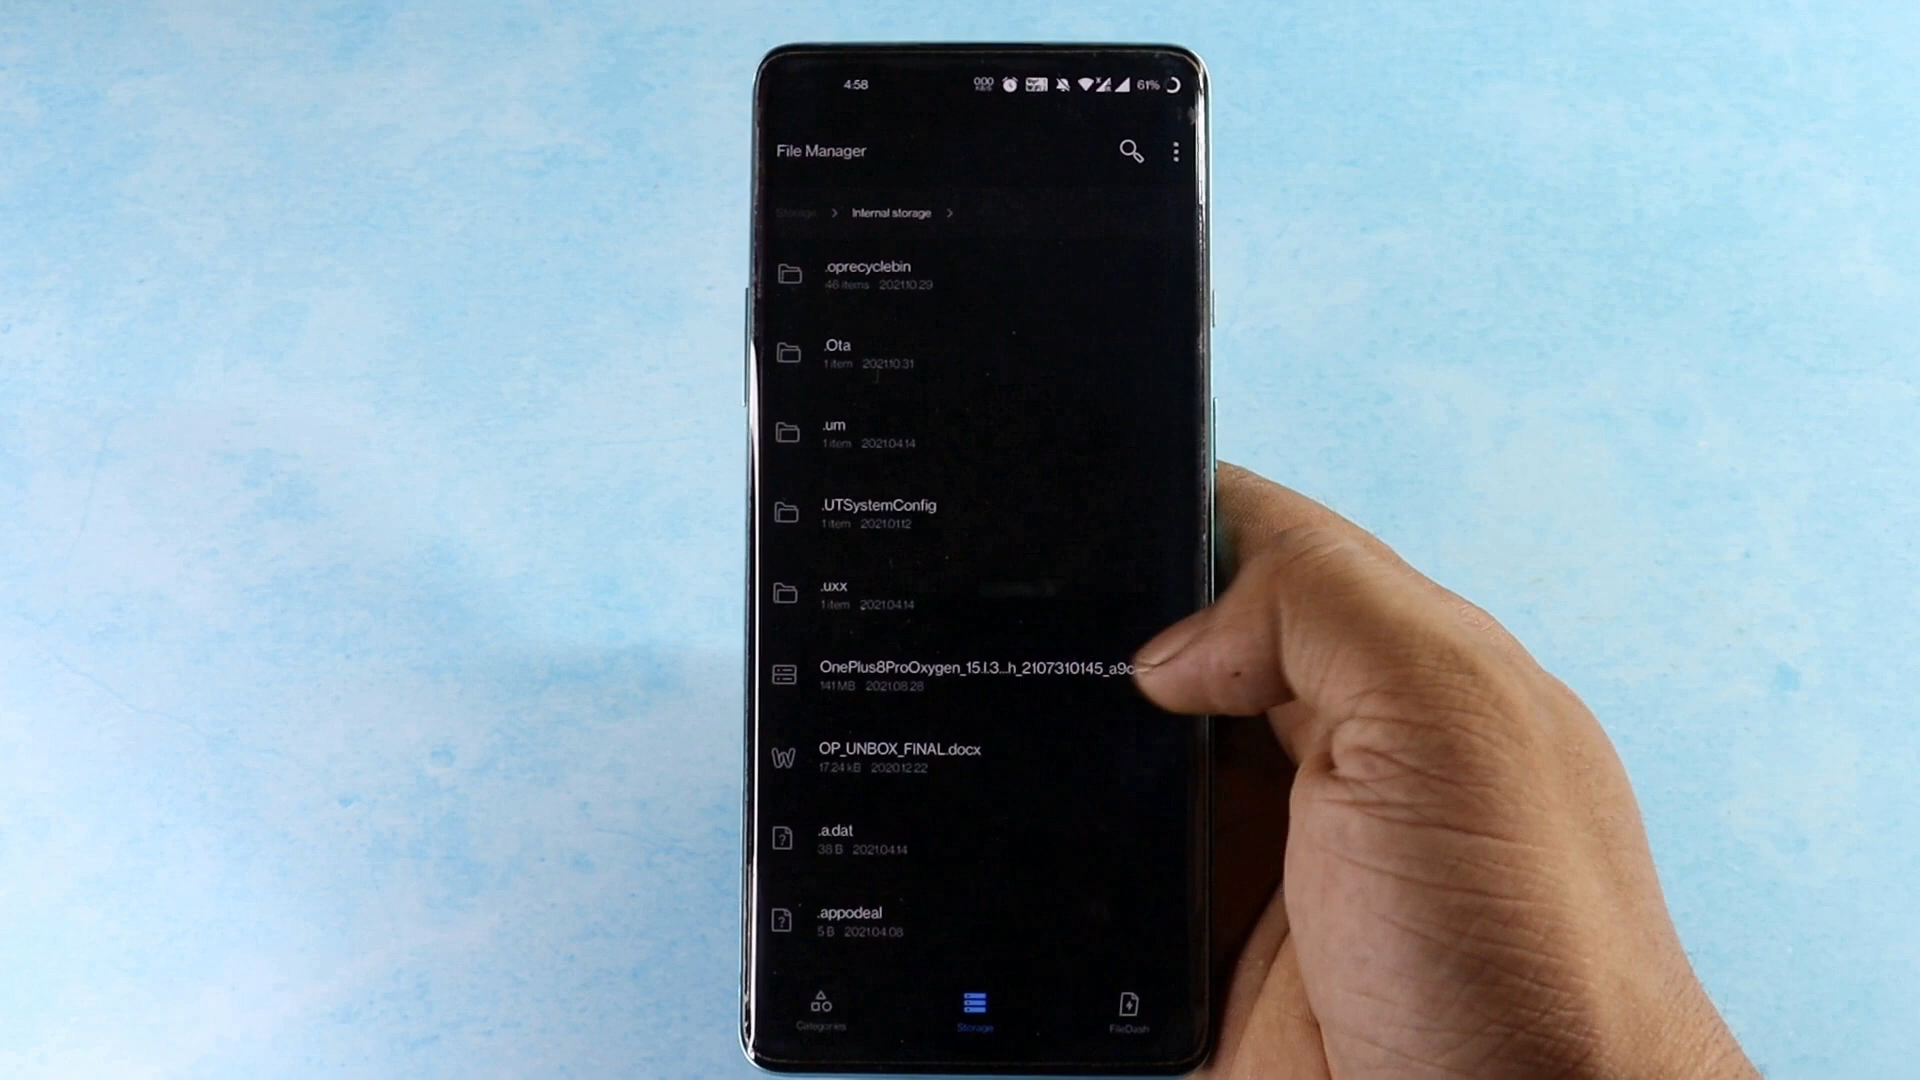 4:58 000 KB/S 61%
File Manager
Storage > Internal storage >
.oprecyclebin
46 items 2021.10.29
.Ota
1 item 2021.10.31
.um
1 item 2021.04.14
.UTSystemConfig
1 item 2021.01.12
.uxx
1 item 2021.04.14
OnePlus8ProOxygen_15.I.3...h_2107310145_a9c
141 MB 2021.08.28
OP_UNBOX_FINAL.docx
17.24 kB 2020.12.22
.a.dat
38 B 2021.04.14
.appodeal
5 B 2021.04.08
Categories Storage FileDash